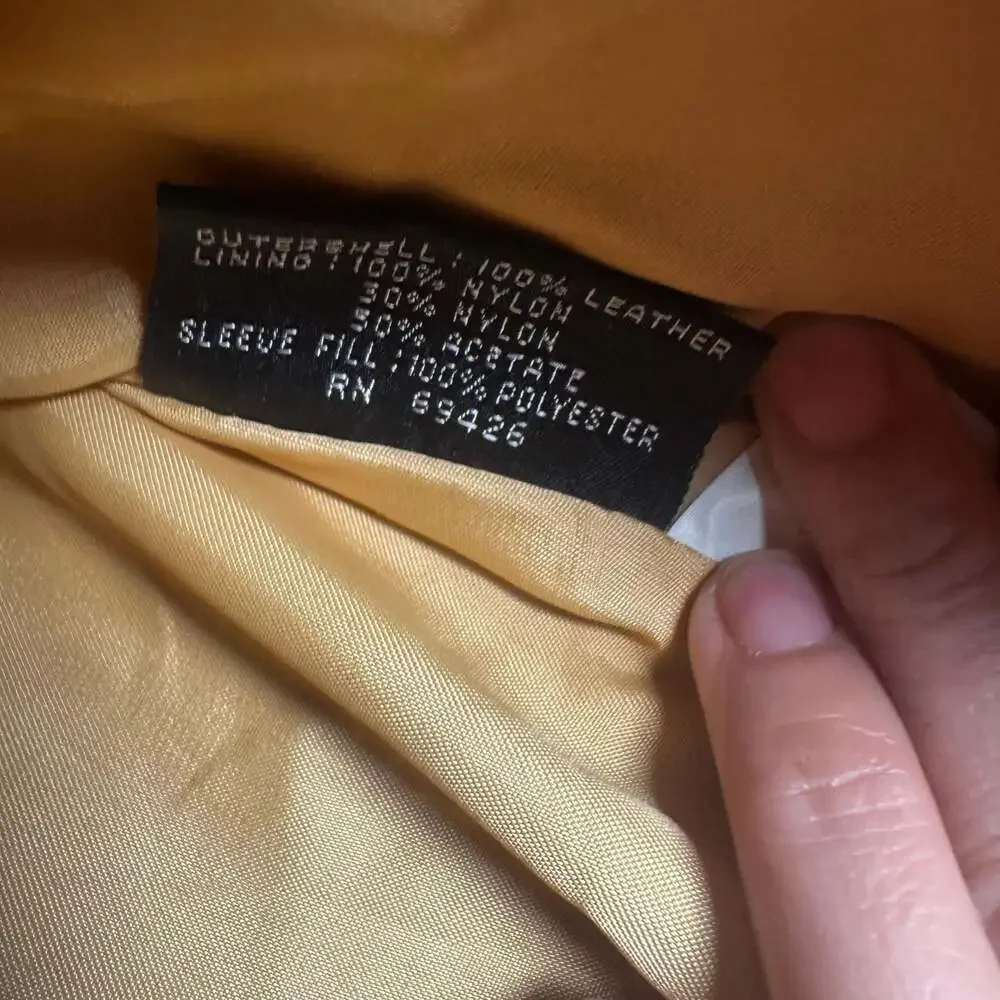 OUTERSHELL : 100% LEATHER
LINING : 100% NYLON
50% NYLON
50% ACETATE
SLEEVE FILL : 100% POLYESTER
RN 69426